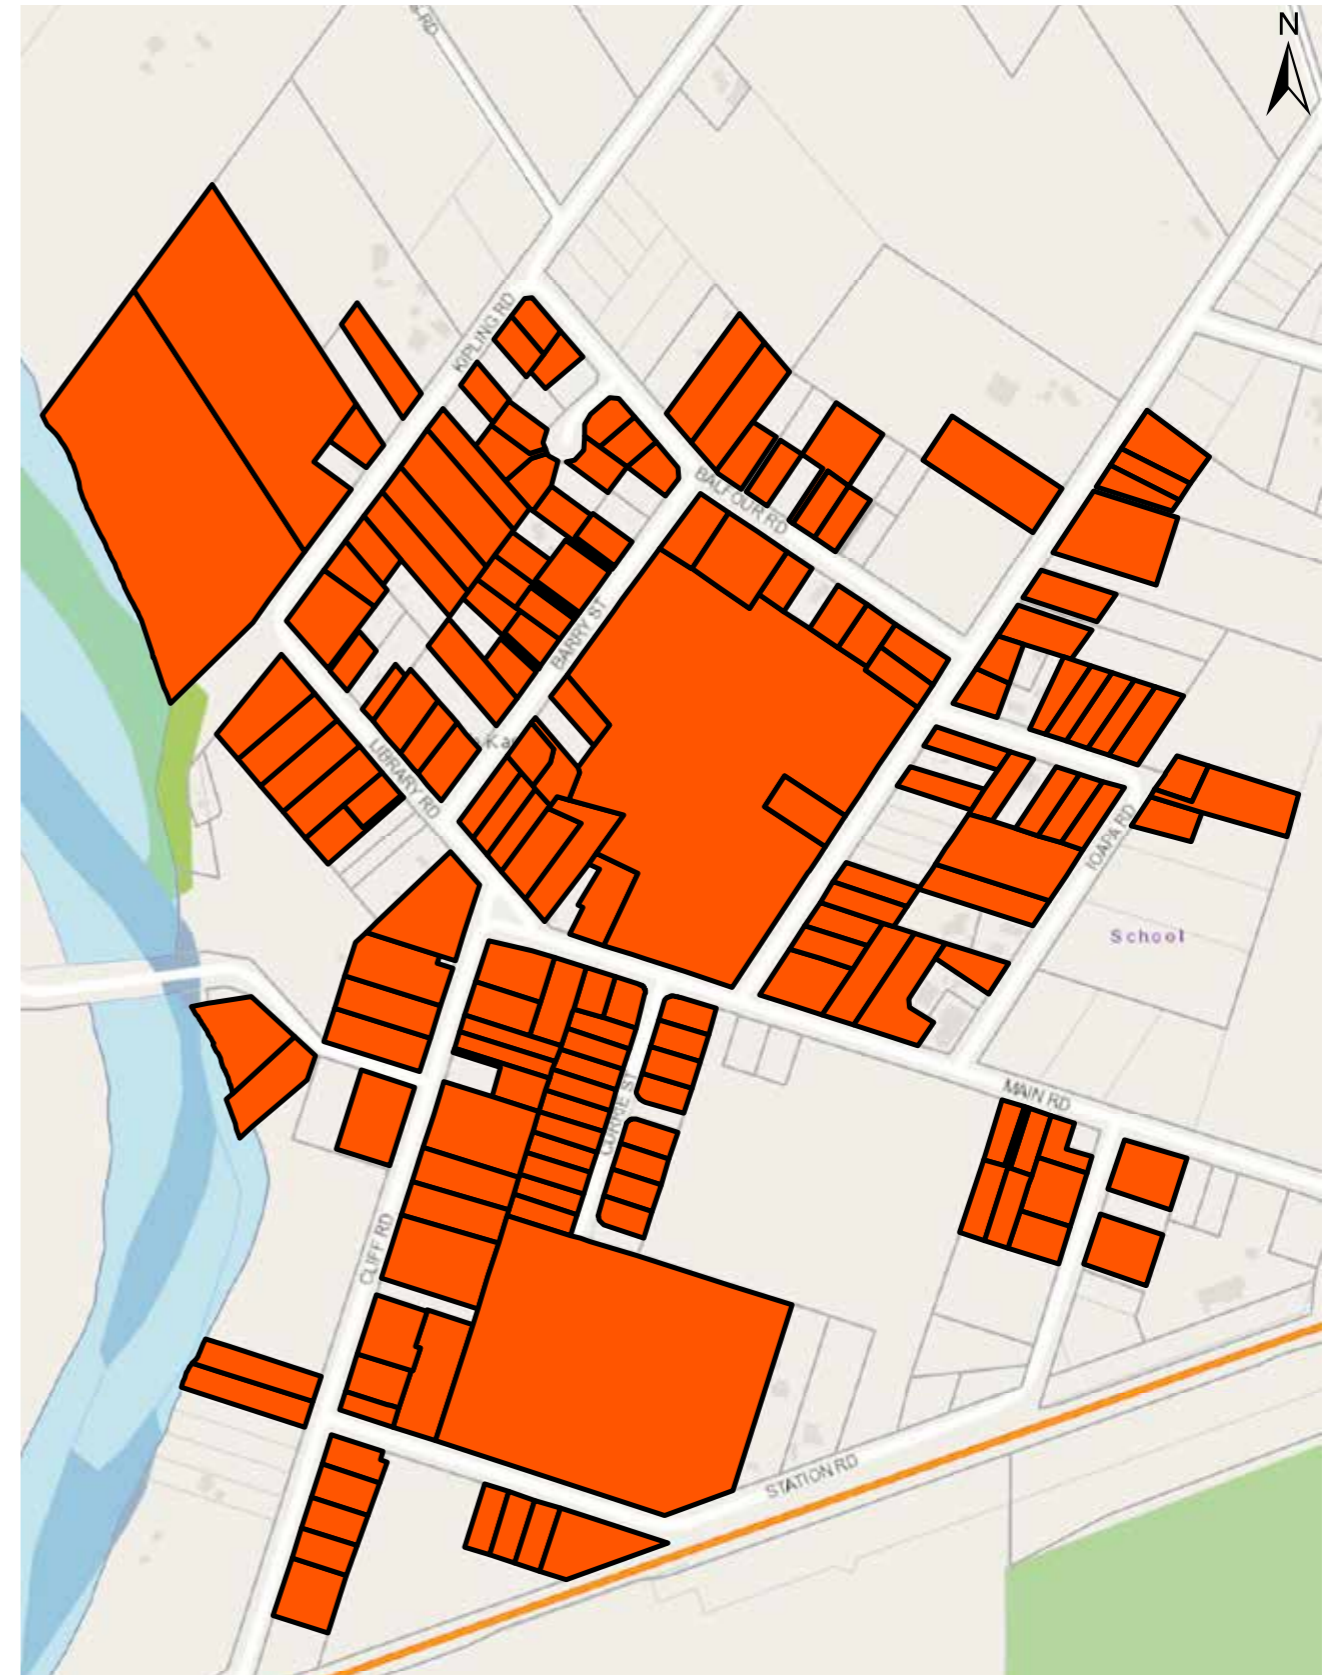 N
KIPLING RD
BALFOUR RD
BARRY ST
LIBRARY RD
IOAPA RD
School
MAIN RD
CURRIE ST
CLIFF RD
STATION RD